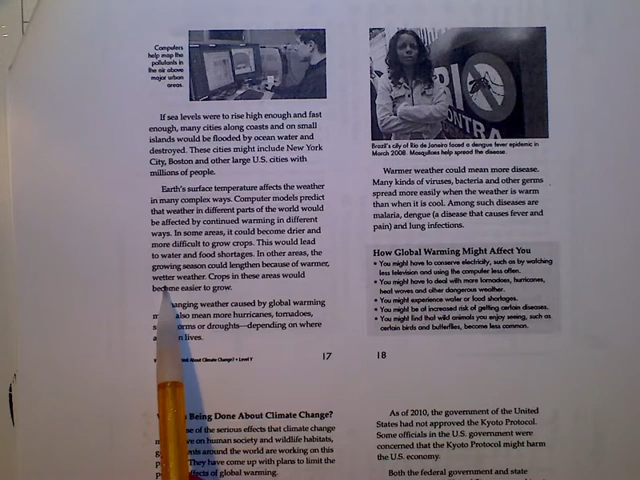 Computers
help map the
pollutants in
the air above
major urban
areas.
If sea levels were to rise high enough and fast
enough, many cities along coasts and on small
islands would be flooded by ocean water and
destroyed. These cities might include New York
City, Boston and other large U.S. cities with
millions of people.
Earth's surface temperature affects the weather
in many complex ways. Computer models predict
that weather in different parts of the world would
be affected by continued warming in different
ways. In some areas, it could become drier and
more difficult to grow crops. This would lead
to water and food shortages. In other areas, the
growing season could lengthen because of warmer,
wetter weather. Crops in these areas would
become easier to grow.
anging weather caused by global warming
also mean more hurricanes, tornadoes,
orms or droughts—depending on where
lives.
About Climate Change? • Level Y
17
RIO
ONTRA
Brazil's city of Rio de Janeiro faced a dengue fever epidemic in
March 2008. Mosquitoes help spread the disease.
Warmer weather could mean more disease.
Many kinds of viruses, bacteria and other germs
spread more easily when the weather is warm
than when it is cool. Among such diseases are
malaria, dengue (a disease that causes fever and
pain) and lung infections.
How Global Warming Might Affect You
• You might have to conserve electricity, such as by watching
less television and using the computer less often.
• You might have to deal with more tornadoes, hurricanes,
heat waves and other dangerous weather.
• You might experience water or food shortages.
• You might be at increased risk of getting certain diseases.
• You might find that wild animals you enjoy seeing, such as
certain birds and butterflies, become less common.
18
Being Done About Climate Change?
se of the serious effects that climate change
ve on human society and wildlife habitats,
nts around the world are working on this
They have come up with plans to limit the
ffects of global warming.
As of 2010, the government of the United
States had not approved the Kyoto Protocol.
Some officials in the U.S. government were
concerned that the Kyoto Protocol might harm
the U.S. economy.
Both the federal government and state